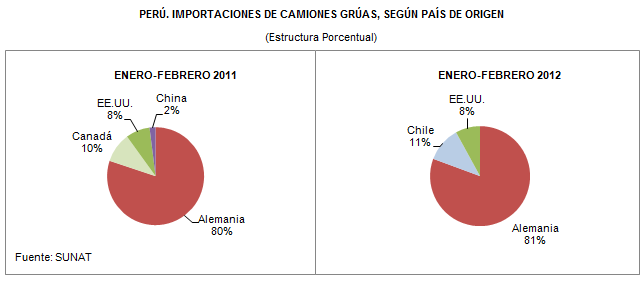 PERÚ. IMPORTACIONES DE CAMIONES GRÚAS, SEGÚN PAÍS DE ORIGEN
(Estructura Porcentual)
ENERO-FEBRERO 2011
China
2%
EE.UU.
8%
Canadá
10%
Alemania
80%
Fuente: SUNAT
ENERO-FEBRERO 2012
EE.UU.
8%
Chile
11%
Alemania
81%